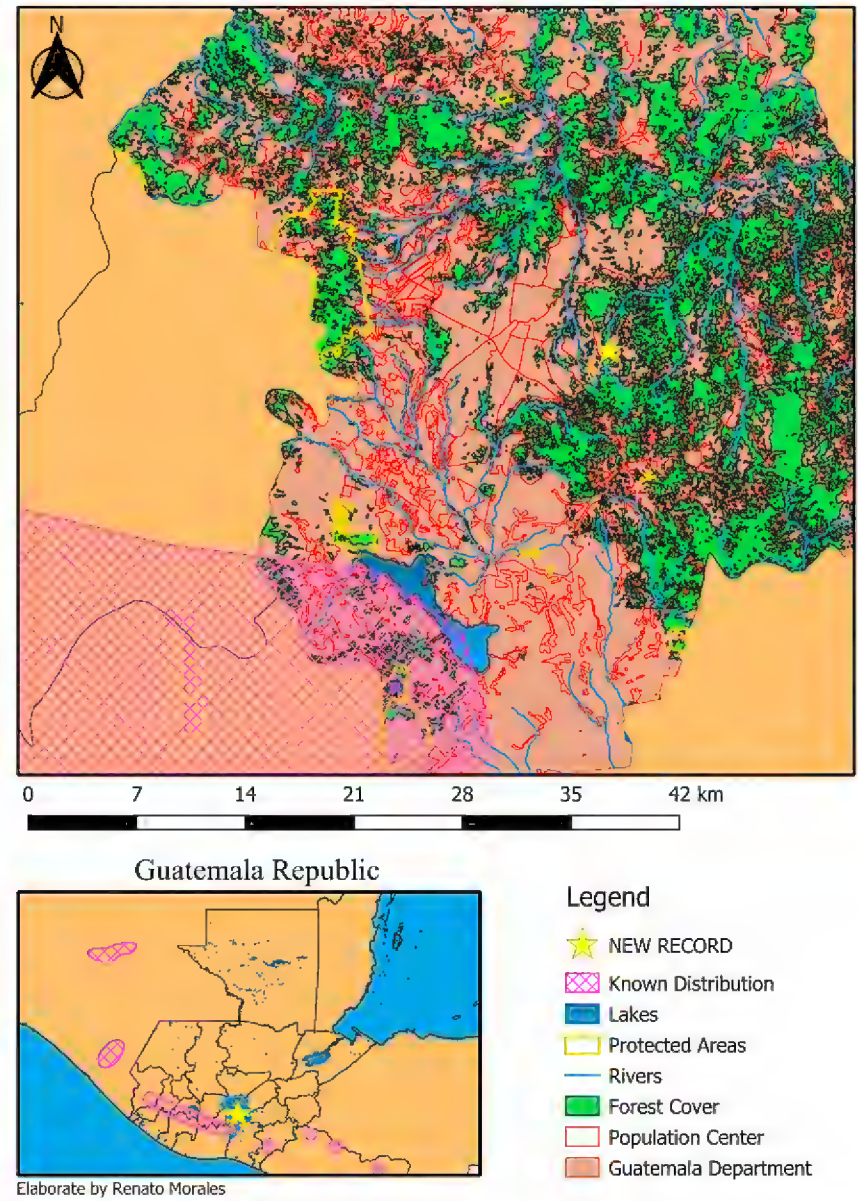 N
0 7 14 21 28 35 42 km
Guatemala Republic
Legend
NEW RECORD
Known Distribution
Lakes
Protected Areas
Rivers
Forest Cover
Population Center
Guatemala Department
Elaborate by Renato Morales